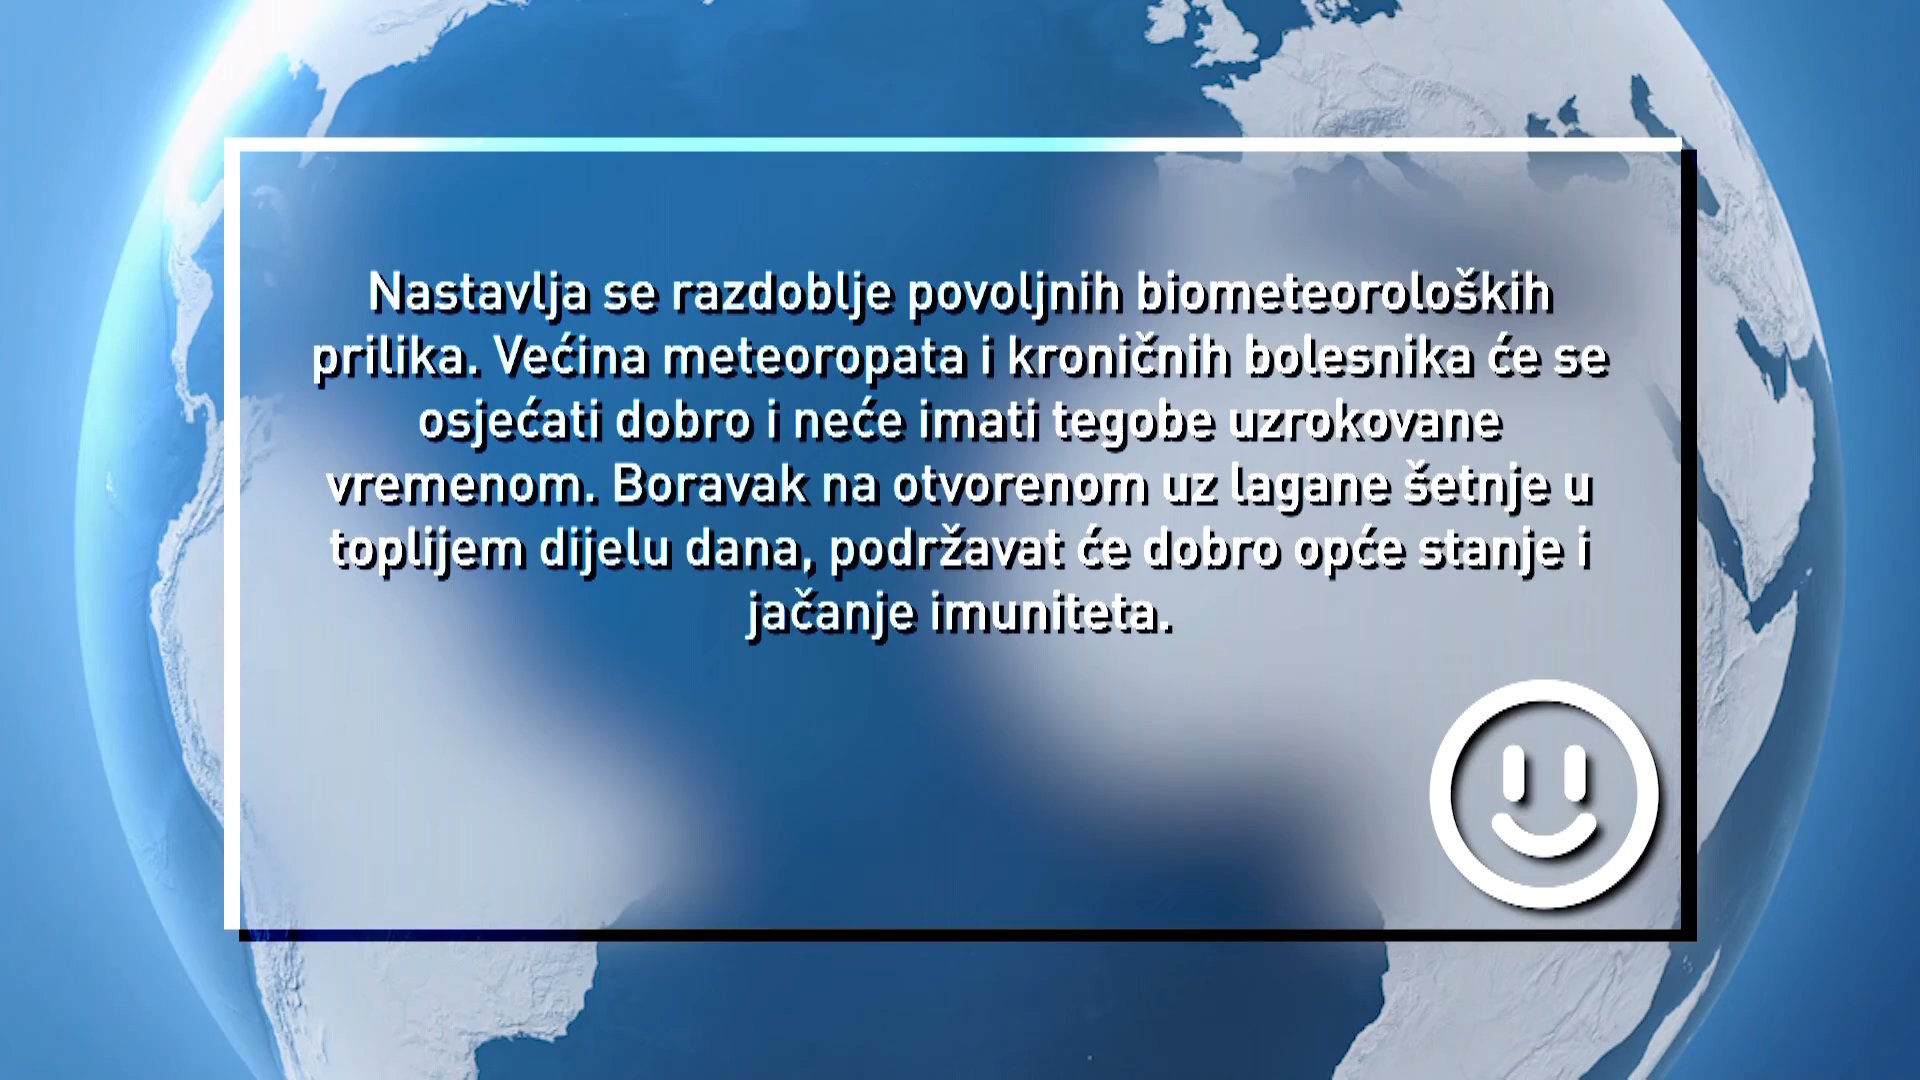 Nastavlja se razdoblje povoljnih biometeoroloških
prilika. Većina meteoropata i kroničnih bolesnika će se
osjećati dobro i neće imati tegobe uzrokovane
vremenom. Boravak na otvorenom uz lagane šetnje u
toplijem dijelu dana, podržavat će dobro opće stanje i
jačanje imuniteta.